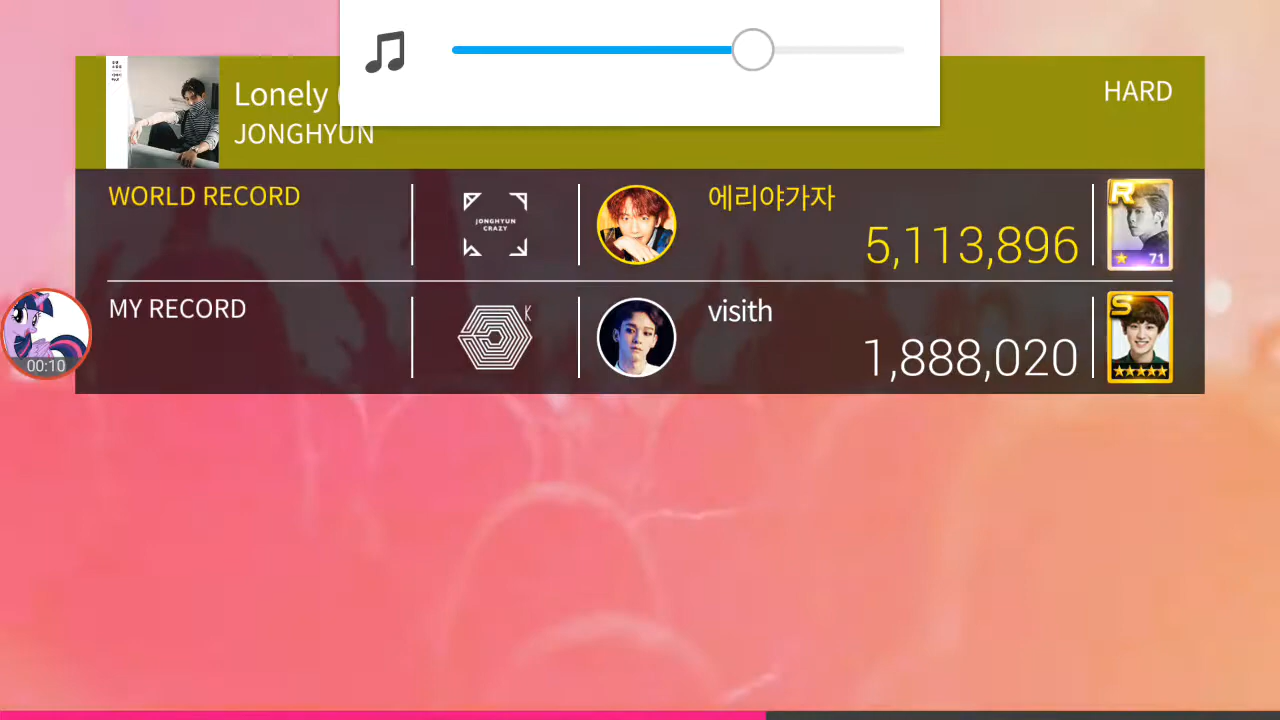 Lonely
JONGHYUN
HARD
WORLD RECORD
JONGHYUN
CRAZY
에리야가자
5,113,896
R
71
MY RECORD
K
visith
1,888,020
S
00:10